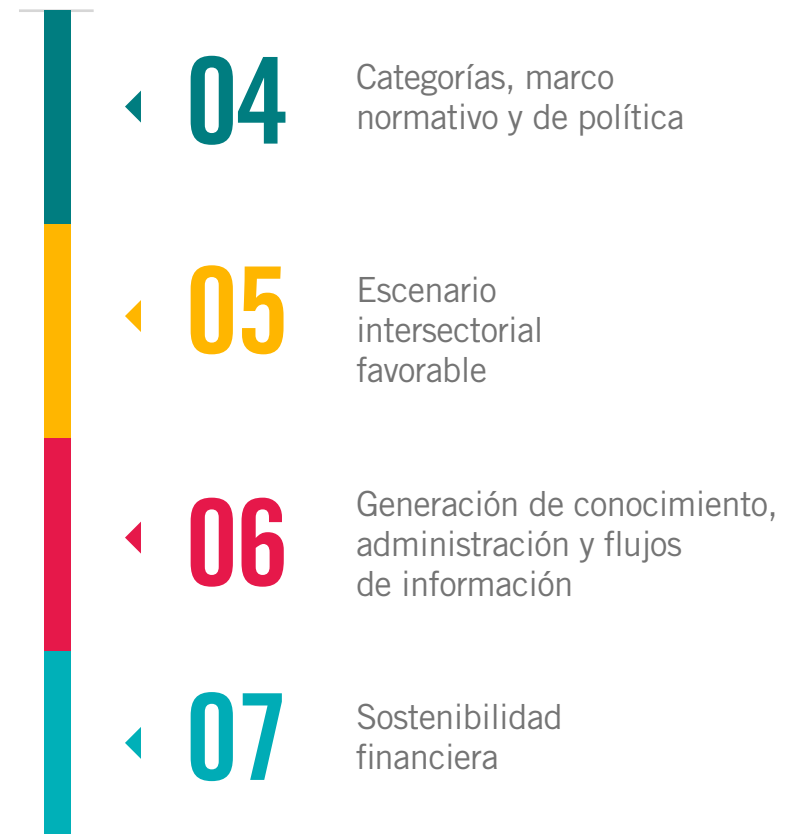 04
Categorías, marco
normativo y de política
05
Escenario
intersectorial
favorable
06
Generación de conocimiento,
administración y flujos
de información
07
Sostenibilidad
financiera